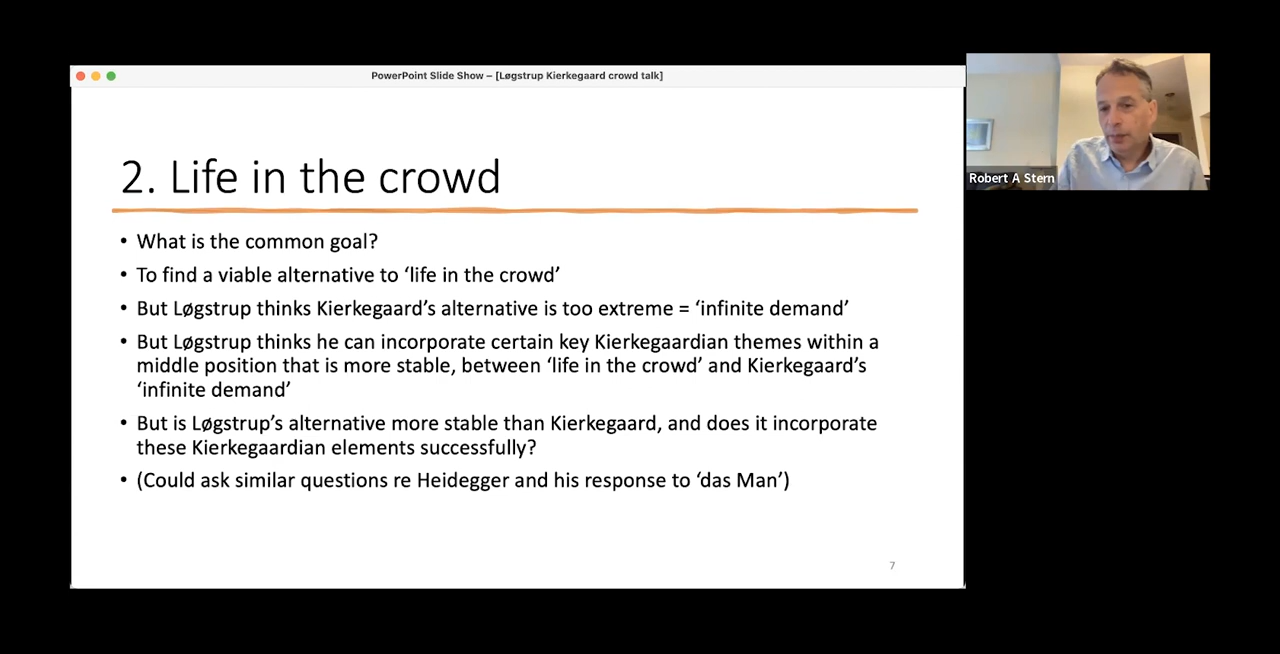 PowerPoint Slide Show – [Løgstrup Kierkegaard crowd talk]
2. Life in the crowd
• What is the common goal?
• To find a viable alternative to ‘life in the crowd’
• But Løgstrup thinks Kierkegaard’s alternative is too extreme = ‘infinite demand’
• But Løgstrup thinks he can incorporate certain key Kierkegaardian themes within a
middle position that is more stable, between ‘life in the crowd’ and Kierkegaard’s
‘infinite demand’
• But is Løgstrup’s alternative more stable than Kierkegaard, and does it incorporate
these Kierkegaardian elements successfully?
• (Could ask similar questions re Heidegger and his response to ‘das Man’)
7
Robert A Stern